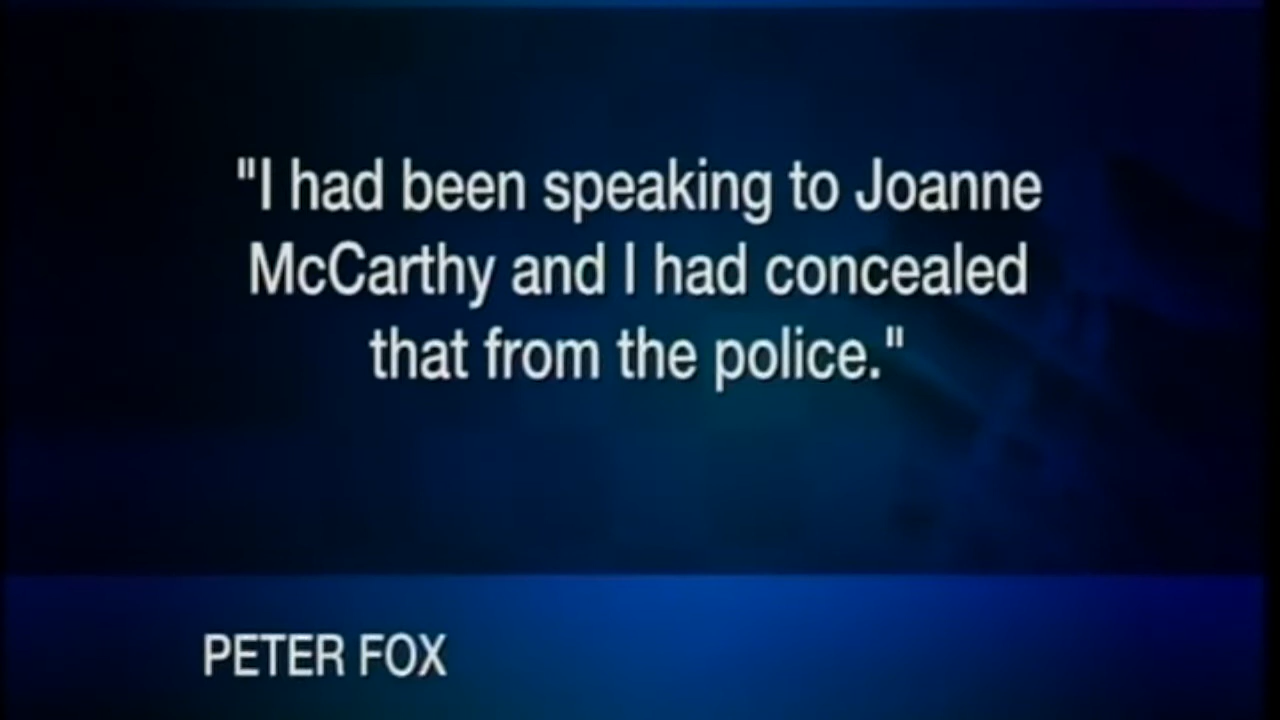 "I had been speaking to Joanne
McCarthy and I had concealed
that from the police."
PETER FOX